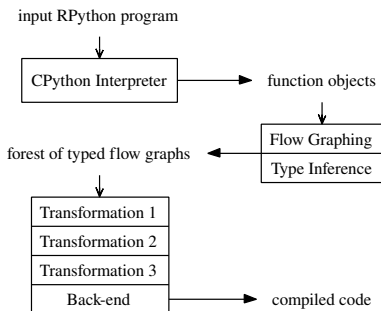 input RPython program
CPython Interpreter
function objects
Flow Graphing
Type Inference
forest of typed flow graphs
Transformation 1
Transformation 2
Transformation 3
Back-end
compiled code